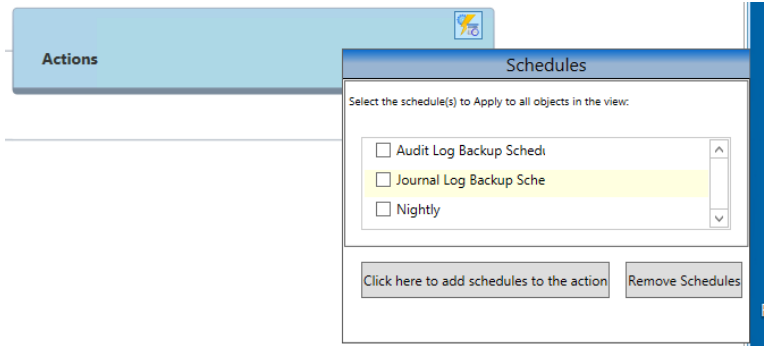 Actions
Schedules
Select the schedule(s) to Apply to all objects in the view:
Audit Log Backup Schedu
Journal Log Backup Sche
Nightly
Click here to add schedules to the action
Remove Schedules